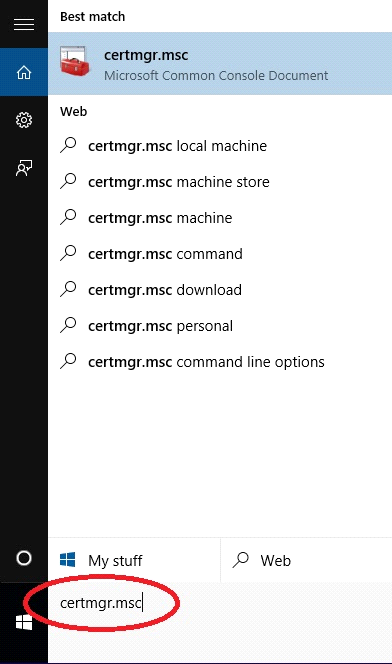 Best match
certmgr.msc
Microsoft Common Console Document
Web
certmgr.msc local machine
certmgr.msc machine store
certmgr.msc machine
certmgr.msc command
certmgr.msc download
certmgr.msc personal
certmgr.msc command line options
My stuff
Web
certmgr.msc